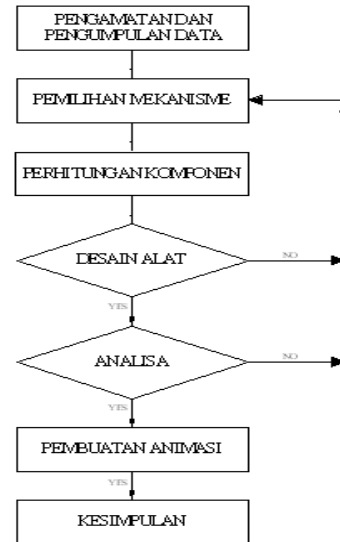 PENGAMATAN DAN
PENGUMPULAN DATA
PEMILIHAN MEKANISME
PERHITUNGAN KOMPONEN
DESAIN ALAT
NO
YES
ANALISA
NO
YES
PEMBUATAN ANIMASI
YES
KESIMPULAN